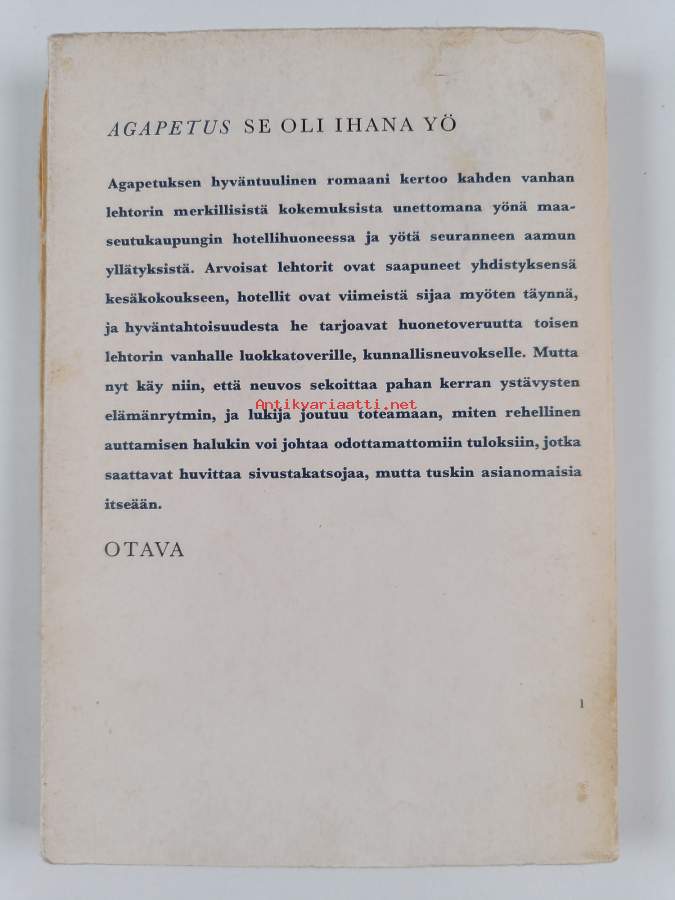 AGAPETUS SE OLI IHANA YÖ
Agapetuksen hyväntuulinen romaani kertoo kahden vanhan
lehtorin merkillisistä kokemuksista unettomana yönä maa-
seutukaupungin hotellihuoneessa ja yötä seuranneen aamun
yllätyksistä. Arvoisat lehtorit ovat saapuneet yhdistyksensä
kesäkokoukseen, hotellit ovat viimeistä sijaa myöten täynnä,
ja hyväntahtoisuudesta he tarjoavat huonetoveruutta toisen
lehtorin vanhalle luokkatoverille, kunnallisneuvokselle. Mutta
nyt käy niin, että neuvos sekoittaa pahan kerran ystävysten
Antikyariaatti.net
elämänrytmin, ja lukija joutuu toteamaan, miten rehellinen
auttamisen halukin voi johtaa odottamattomiin tuloksiin, jotka
saattavat huvittaa sivustakatsojaa, mutta tuskin asianomaisia
itseään.
OTAVA
1